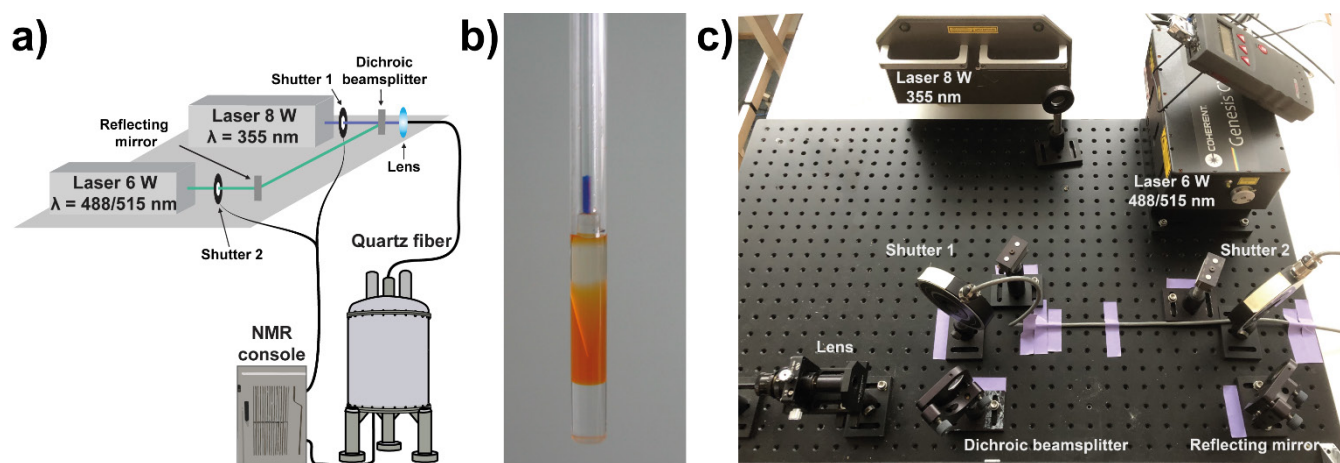 a)
Laser 8 W
λ = 355 nm
Shutter 1
Dichroic
beamsplitter
Reflecting
mirror
Lens
Laser 6 W
λ = 488/515 nm
Shutter 2
Quartz fiber
NMR
console
b)
c)
Laser 8 W
355 nm
COHERENT
Genesis
Laser 6 W
488/515 nm
Shutter 1
Shutter 2
Lens
Dichroic beamsplitter
Reflecting mirror